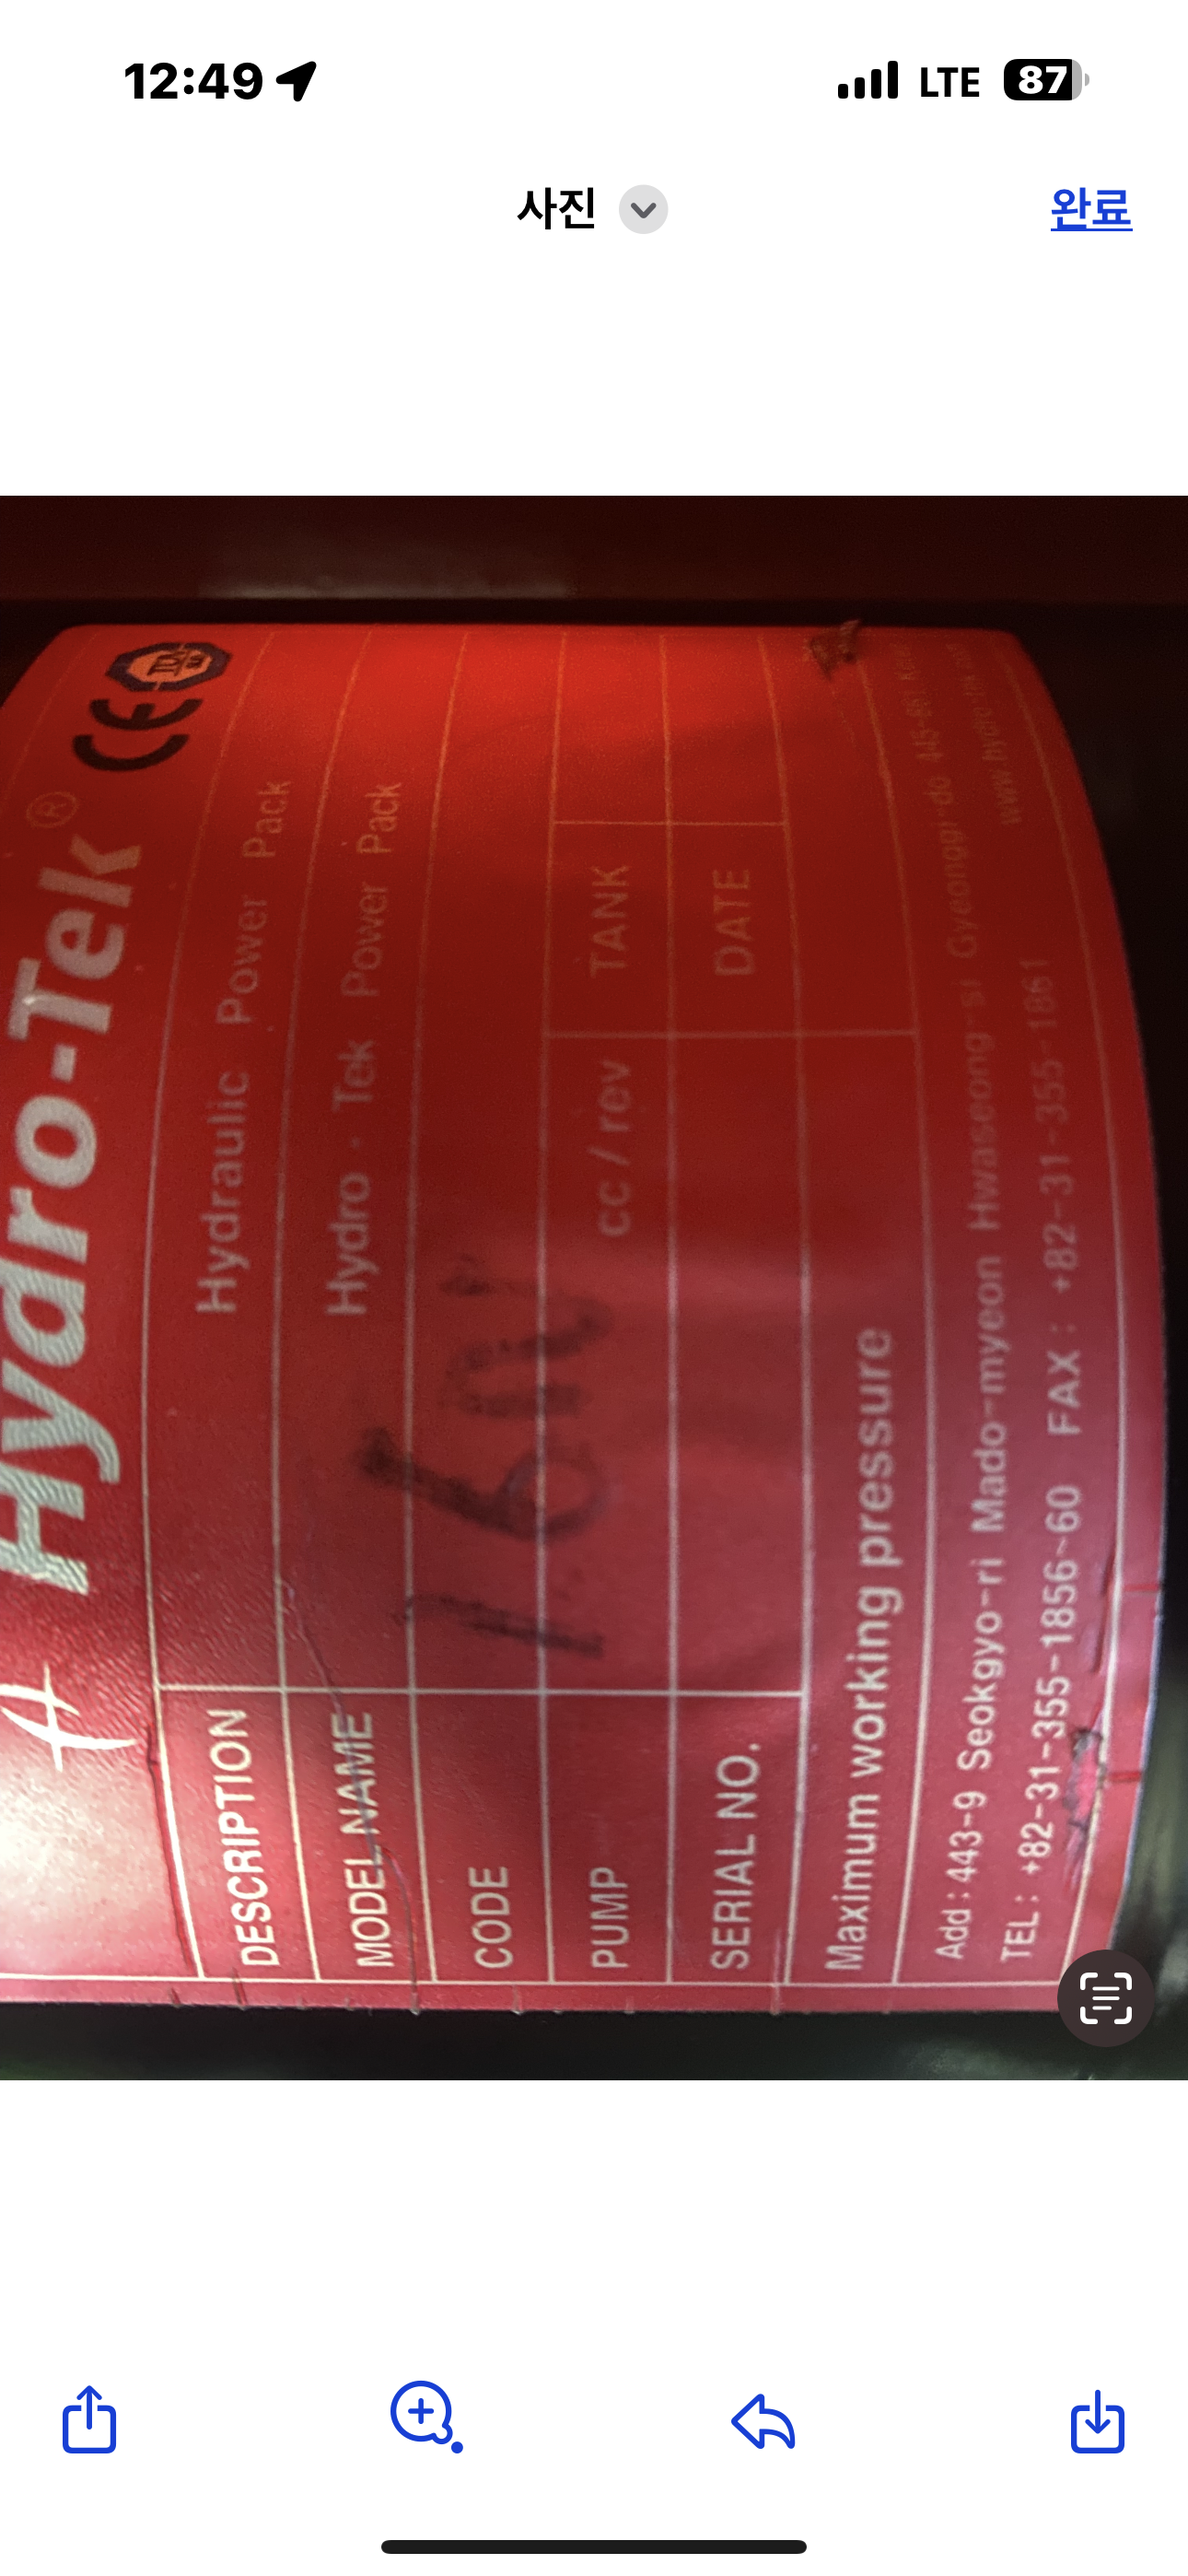 12:49
LTE 87
사진
완료
Hydro-Tek®
CE
DESCRIPTION Hydraulic Power Pack
MODEL NAME Hydro - Tek Power Pack
CODE
PUMP cc / rev TANK
SERIAL NO. DATE
Maximum working pressure
Add : 443-9 Seokgyo-ri Mado-myeon Hwaseong-si Gyeonggi-do
TEL : +82-31-355-1856~60 FAX : +82-31-355-1861